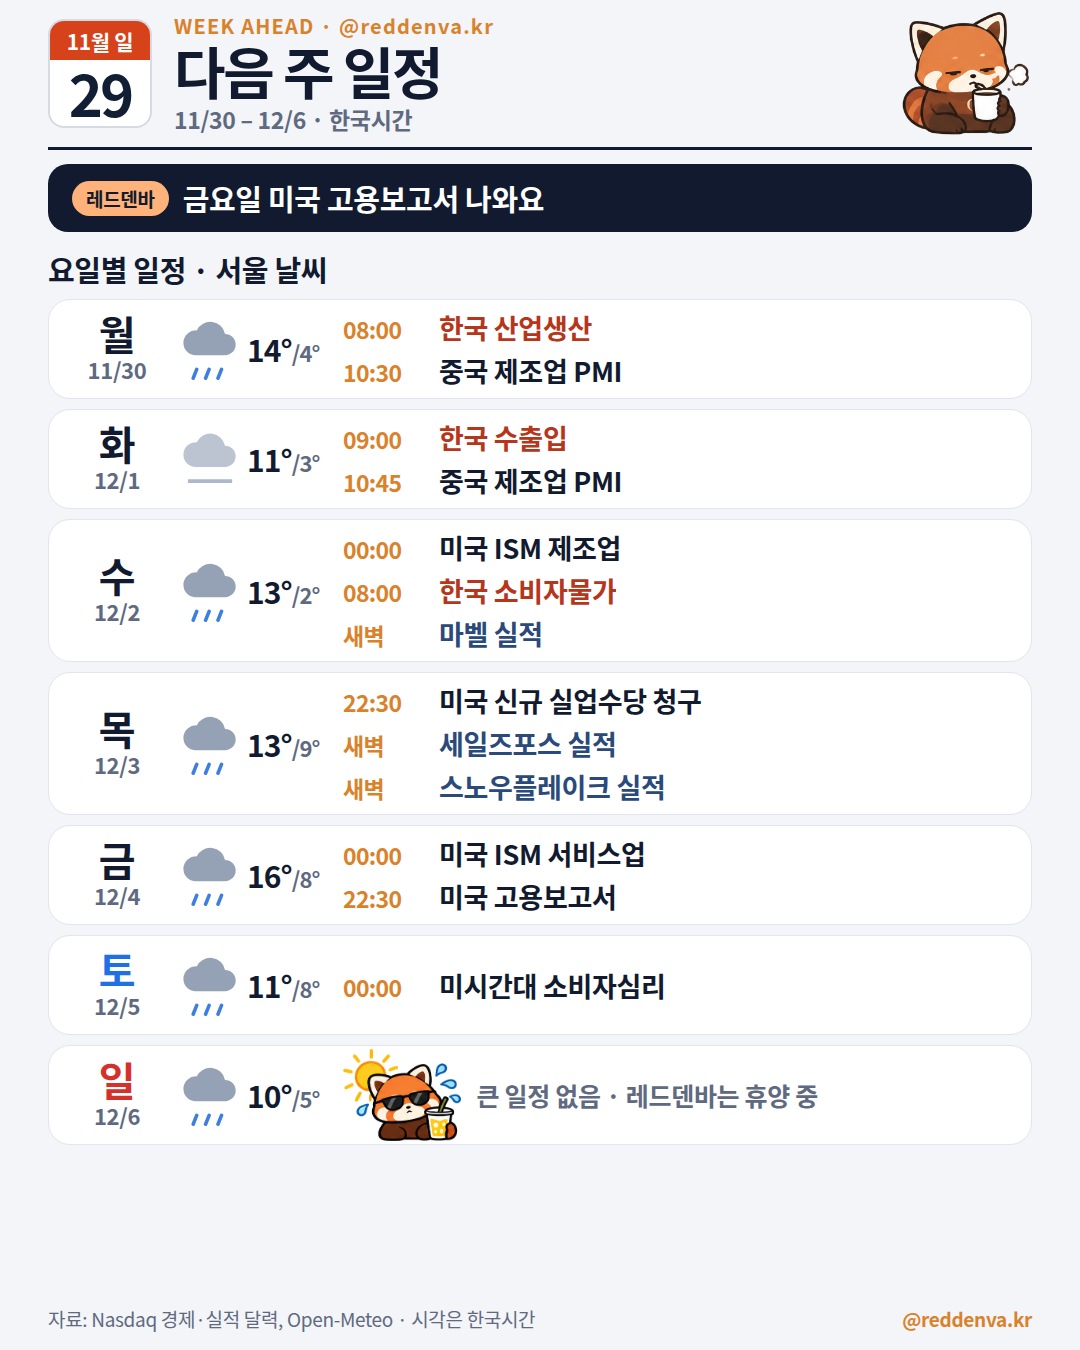 11월 일
29
WEEK AHEAD · @reddenva.kr
다음 주 일정
11/30 – 12/6 · 한국시간
레드덴바 금요일 미국 고용보고서 나와요
요일별 일정 · 서울 날씨
월
11/30
14°/4°
08:00 한국 산업생산
10:30 중국 제조업 PMI
화
12/1
11°/3°
09:00 한국 수출입
10:45 중국 제조업 PMI
수
12/2
13°/2°
00:00 미국 ISM 제조업
08:00 한국 소비자물가
새벽 마벨 실적
목
12/3
13°/9°
22:30 미국 신규 실업수당 청구
새벽 세일즈포스 실적
새벽 스노우플레이크 실적
금
12/4
16°/8°
00:00 미국 ISM 서비스업
22:30 미국 고용보고서
토
12/5
11°/8°
00:00 미시간대 소비자심리
일
12/6
10°/5°
큰 일정 없음 · 레드덴바는 휴양 중
자료: Nasdaq 경제·실적 달력, Open-Meteo · 시각은 한국시간
@reddenva.kr